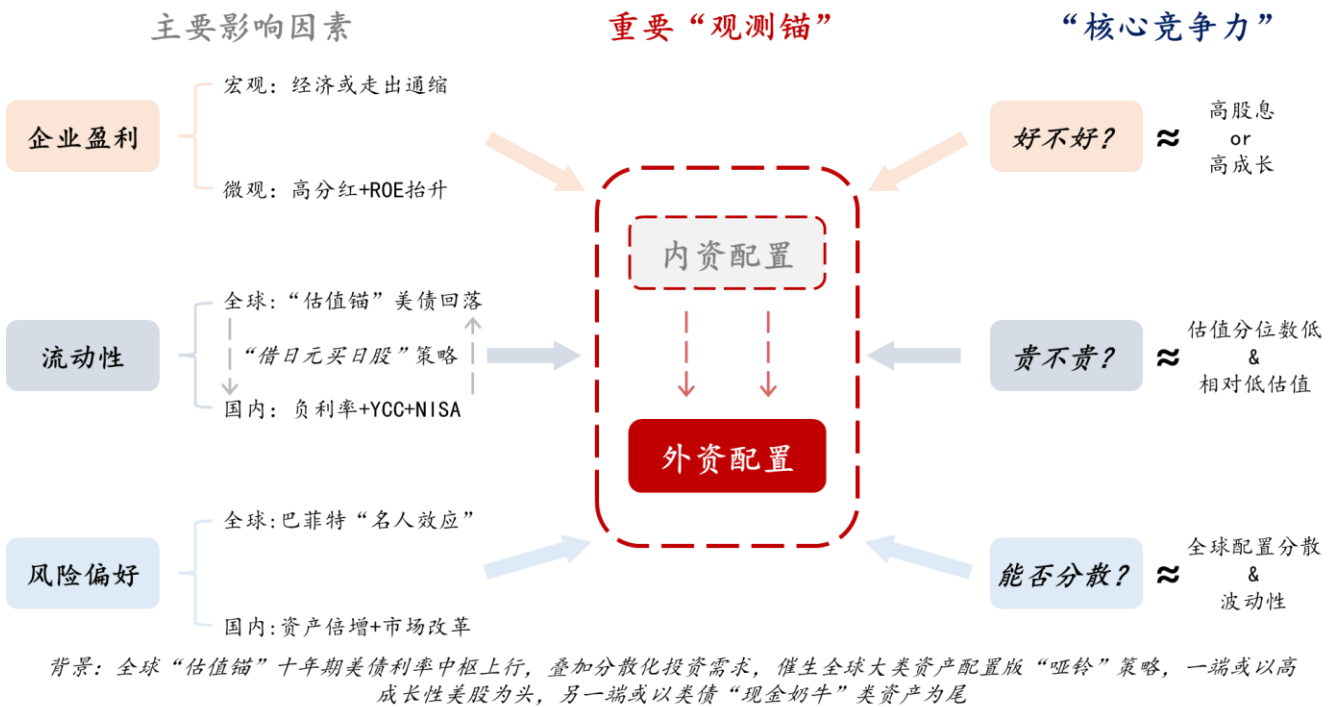 主要影响因素
重要“观测锚”
“核心竞争力”
企业盈利
宏观：经济或走出通缩
微观：高分红+ROE抬升
流动性
全球：“估值锚”美债回落
“借日元买日股”策略
国内：负利率+YCC+NISA
风险偏好
全球:巴菲特“名人效应”
国内:资产倍增+市场改革
内资配置
外资配置
好不好？
≈
高股息
or
高成长
贵不贵？
≈
估值分位数低
&
相对低估值
能否分散？
≈
全球配置分散
&
波动性
背景：全球“估值锚”十年期美债利率中枢上行，叠加分散化投资需求，催生全球大类资产配置版“哑铃”策略，一端或以高
成长性美股为头，另一端或以类债“现金奶牛”类资产为尾